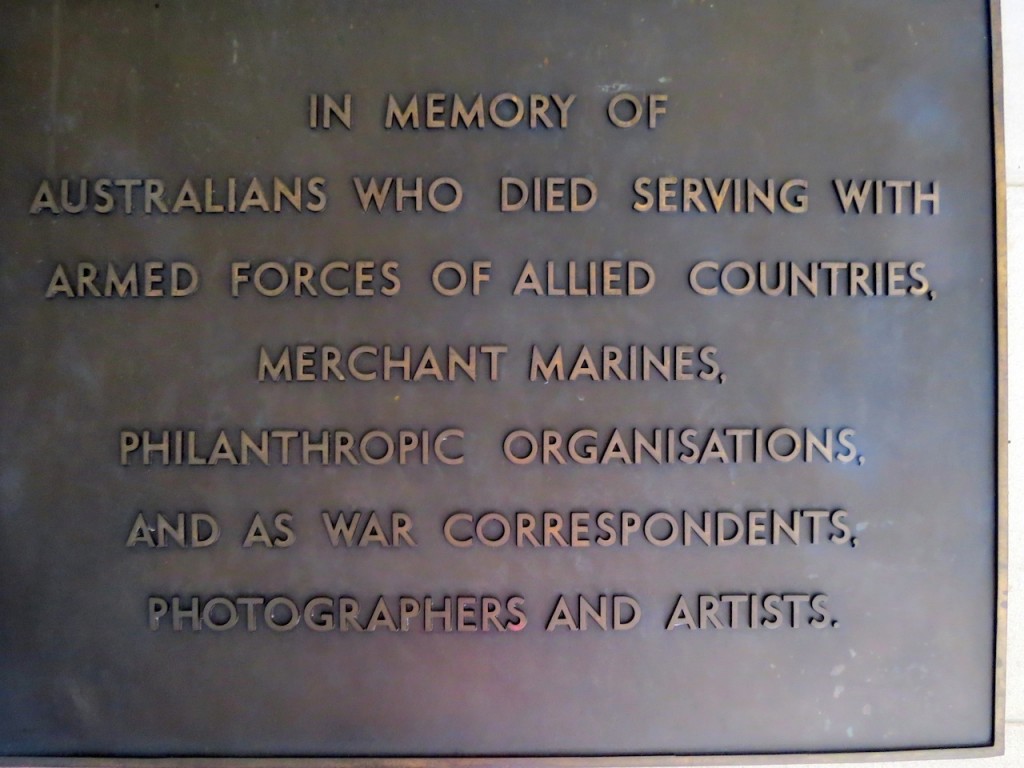 IN MEMORY OF
AUSTRALIANS WHO DIED SERVING WITH
ARMED FORCES OF ALLIED COUNTRIES,
MERCHANT MARINES,
PHILANTHROPIC ORGANISATIONS,
AND AS WAR CORRESPONDENTS,
PHOTOGRAPHERS AND ARTISTS.